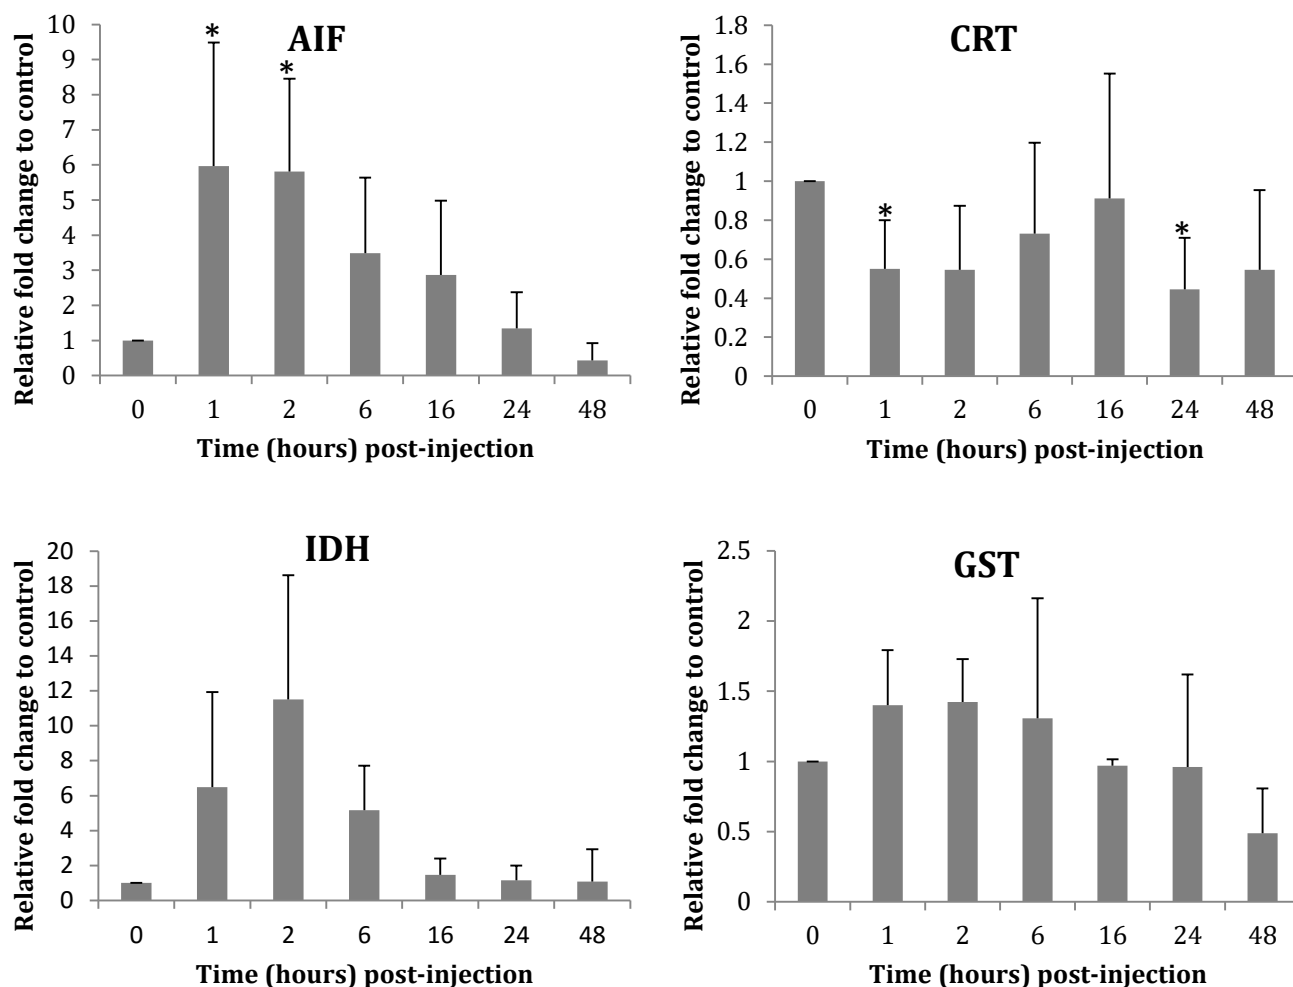 AIF
Relative fold change to control
10
9
8
7
6
5
4
3
2
1
0
* *
0 1 2 6 16 24 48
Time (hours) post-injection
CRT
Relative fold change to control
1.8
1.6
1.4
1.2
1
0.8
0.6
0.4
0.2
0
* *
0 1 2 6 16 24 48
Time (hours) post-injection
IDH
Relative fold change to control
20
18
16
14
12
10
8
6
4
2
0
0 1 2 6 16 24 48
Time (hours) post-injection
GST
Relative fold change to control
2.5
2
1.5
1
0.5
0
0 1 2 6 16 24 48
Time (hours) post-injection